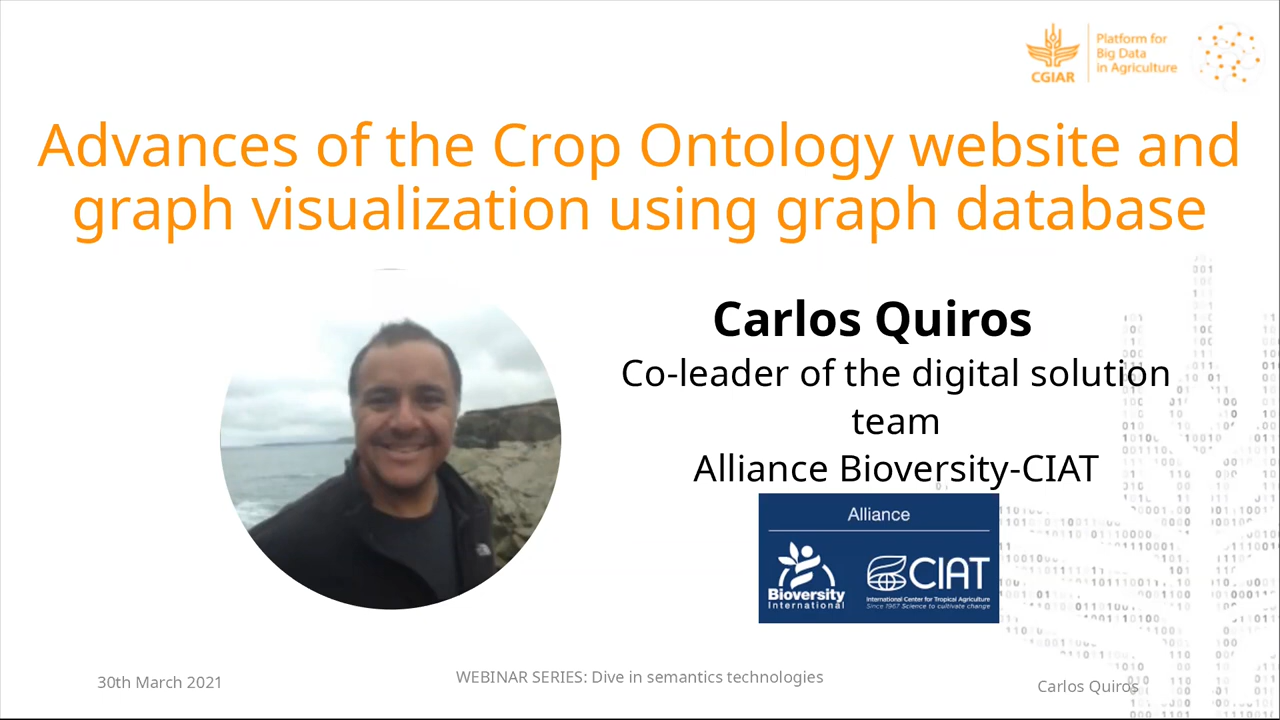 CGIAR
Platform for
Big Data
in Agriculture
Advances of the Crop Ontology website and
graph visualization using graph database
Carlos Quiros
Co-leader of the digital solution
team
Alliance Bioversity-CIAT
Alliance
Bioversity
International
CIAT
International Center for Tropical Agriculture
Since 1967 Science to cultivate change
30th March 2021
WEBINAR SERIES: Dive in semantics technologies
Carlos Quiros